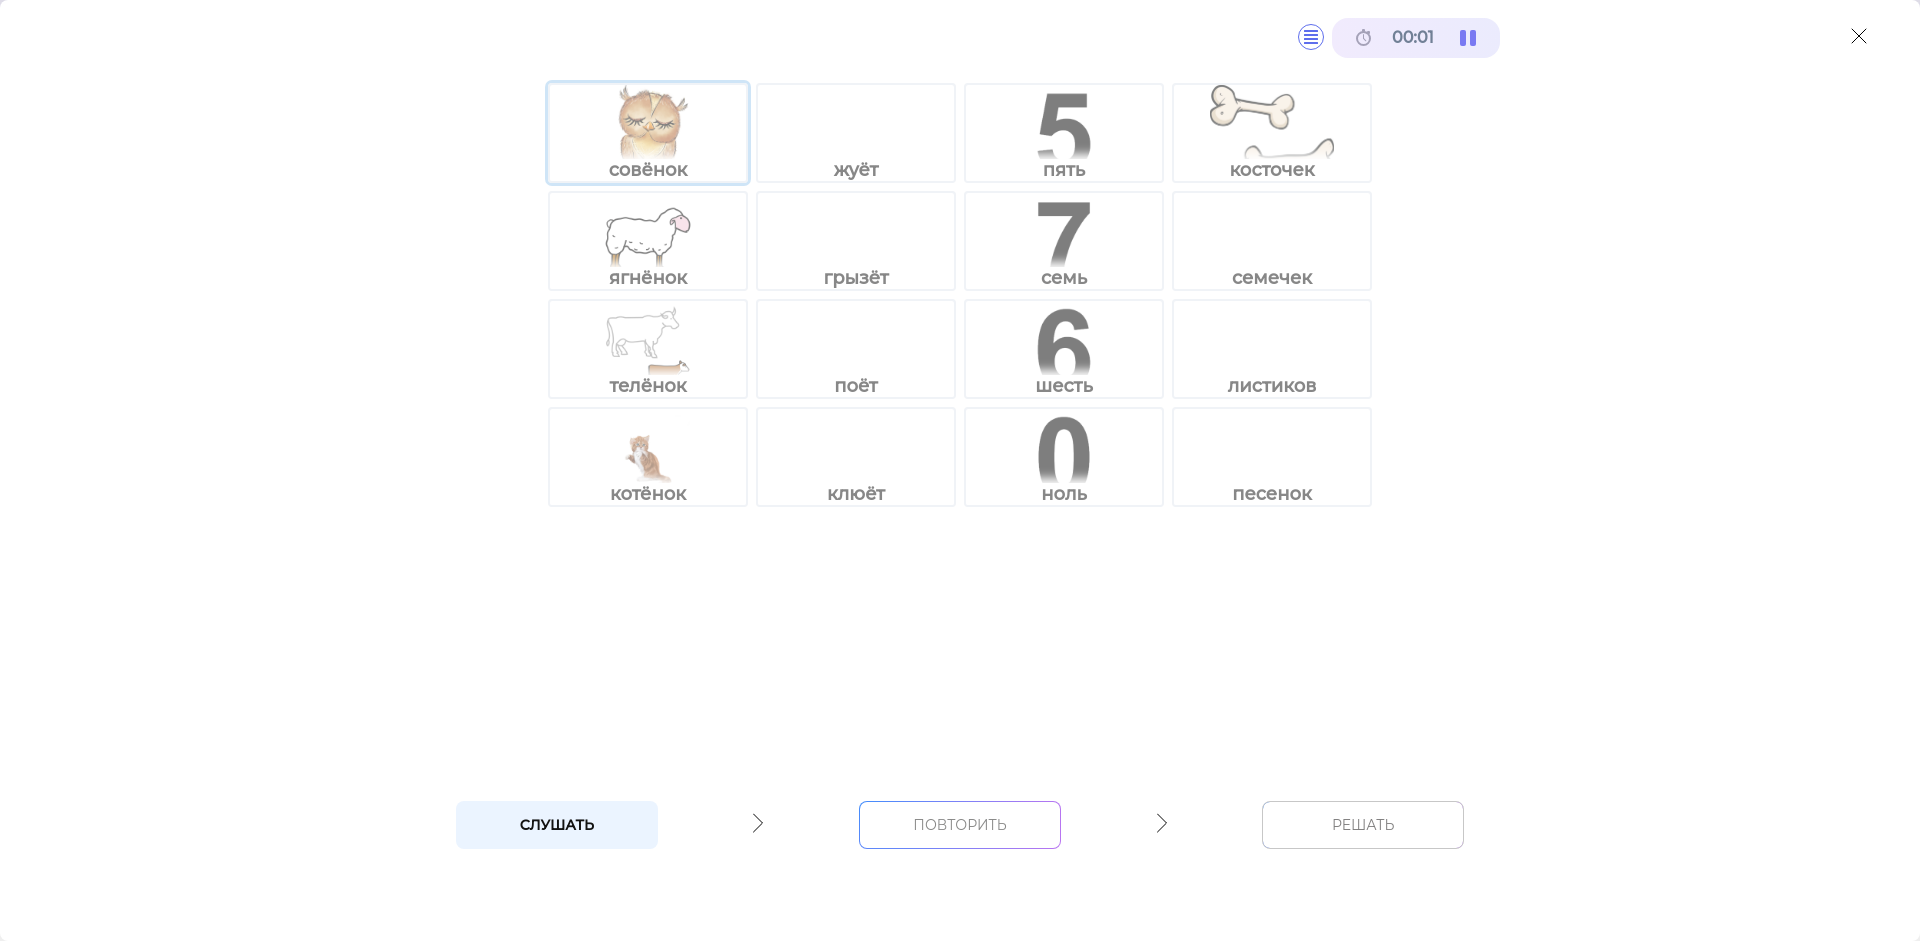 00:01
совёнок жуёт 5 пять косточек
ягнёнок грызёт 7 семь семечек
телёнок поёт 6 шесть листиков
котёнок клюёт 0 ноль песенок
СЛУШАТЬ ПОВТОРИТЬ РЕШАТЬ